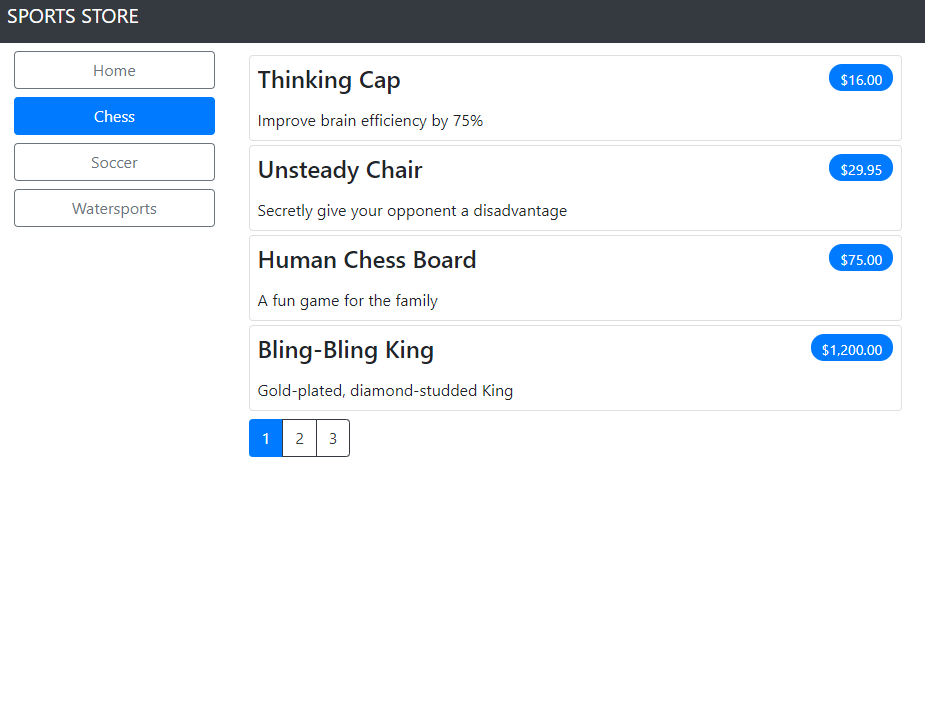 SPORTS STORE
Home
Chess
Soccer
Watersports
Thinking Cap
$16.00
Improve brain efficiency by 75%
Unsteady Chair
$29.95
Secretly give your opponent a disadvantage
Human Chess Board
$75.00
A fun game for the family
Bling-Bling King
$1,200.00
Gold-plated, diamond-studded King
1 2 3